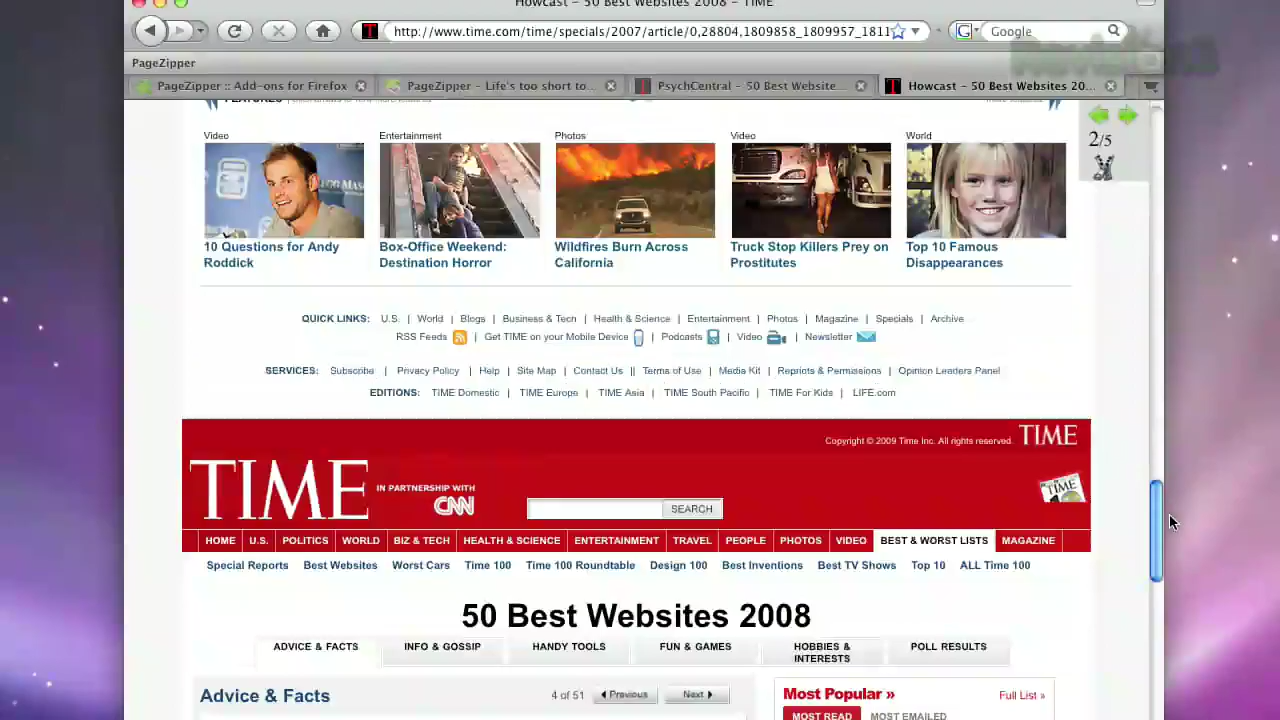 Howcast – 50 Best Websites 2008 – TIME
http://www.time.com/time/specials/2007/article/0,28804,1809858_1809957_1811
Google
PageZipper
PageZipper :: Add-ons for Firefox
PageZipper – Life's too short to...
PsychCentral – 50 Best Website...
Howcast – 50 Best Websites 20...
FEATURES
2/5
Video
Entertainment
Photos
Video
World
10 Questions for Andy Roddick
Box-Office Weekend: Destination Horror
Wildfires Burn Across California
Truck Stop Killers Prey on Prostitutes
Top 10 Famous Disappearances
QUICK LINKS: U.S. | World | Blogs | Business & Tech | Health & Science | Entertainment | Photos | Magazine | Specials | Archive
RSS Feeds | Get TIME on your Mobile Device | Podcasts | Video | Newsletter
SERVICES: Subscribe | Privacy Policy | Help | Site Map | Contact Us || Terms of Use | Media Kit | Reprints & Permissions | Opinion Leaders Panel
EDITIONS: TIME Domestic | TIME Europe | TIME Asia | TIME South Pacific | TIME For Kids | LIFE.com
Copyright © 2009 Time Inc. All rights reserved. TIME
TIME IN PARTNERSHIP WITH CNN
SEARCH
TIME
HOME U.S. POLITICS WORLD BIZ & TECH HEALTH & SCIENCE ENTERTAINMENT TRAVEL PEOPLE PHOTOS VIDEO BEST & WORST LISTS MAGAZINE
Special Reports Best Websites Worst Cars Time 100 Time 100 Roundtable Design 100 Best Inventions Best TV Shows Top 10 ALL Time 100
50 Best Websites 2008
ADVICE & FACTS INFO & GOSSIP HANDY TOOLS FUN & GAMES HOBBIES & INTERESTS POLL RESULTS
Advice & Facts 4 of 51 Previous Next
Most Popular » Full List »
MOST READ MOST EMAILED